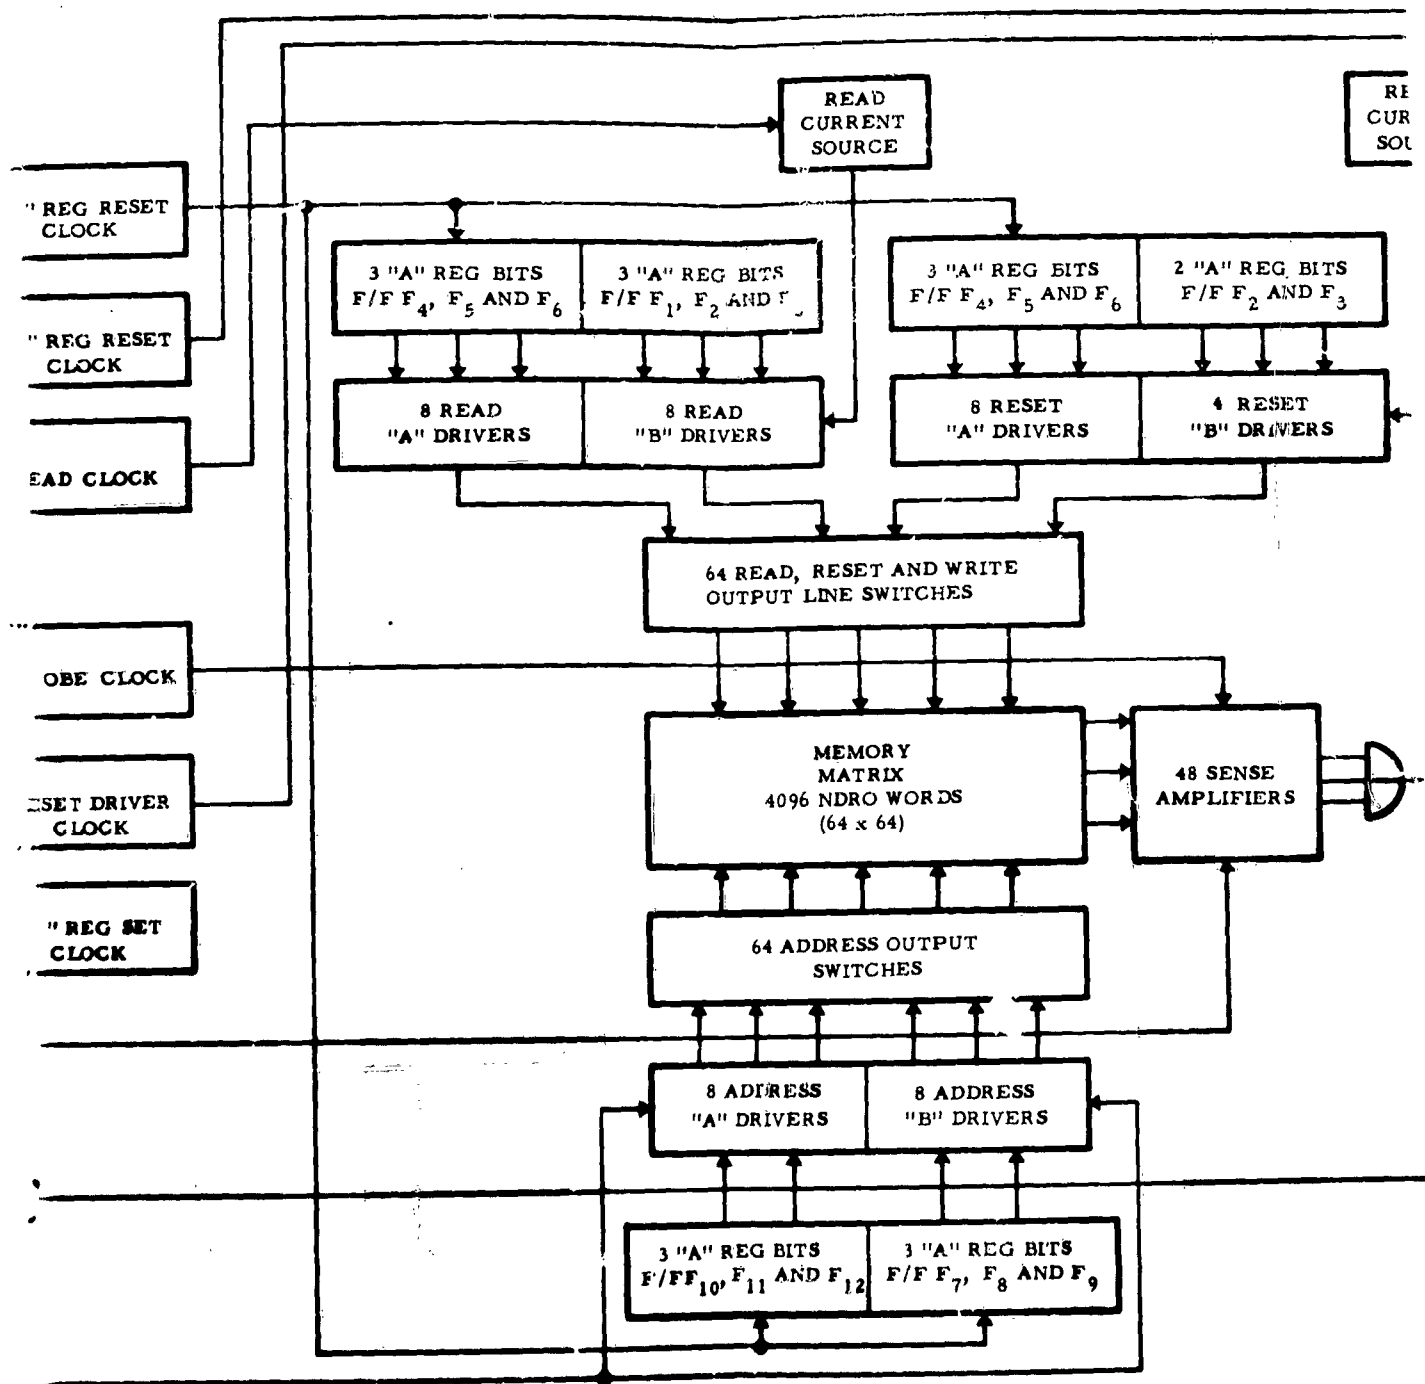 READ
CURRENT
SOURCE
" REG RESET
CLOCK
3 "A" REG BITS
F/F F4, F5 AND F6
3 "A" REG BITS
F/F F1, F2 AND
3 "A" REG BITS
F/F F4, F5 AND F6
2 "A" REG BITS
F/F F2 AND F3
" REG RESET
CLOCK
8 READ
"A" DRIVERS
8 READ
"B" DRIVERS
8 RESET
"A" DRIVERS
4 RESET
"B" DRIVERS
EAD CLOCK
64 READ, RESET AND WRITE
OUTPUT LINE SWITCHES
OBE CLOCK
MEMORY
MATRIX
4096 NDRO WORDS
(64 x 64)
48 SENSE
AMPLIFIERS
ESET DRIVER
CLOCK
" REG SET
CLOCK
64 ADDRESS OUTPUT
SWITCHES
8 ADDRESS
"A" DRIVERS
8 ADDRESS
"B" DRIVERS
3 "A" REG BITS
F/FF10, F11 AND F12
3 "A" REG BITS
F/F F7, F8 AND F9